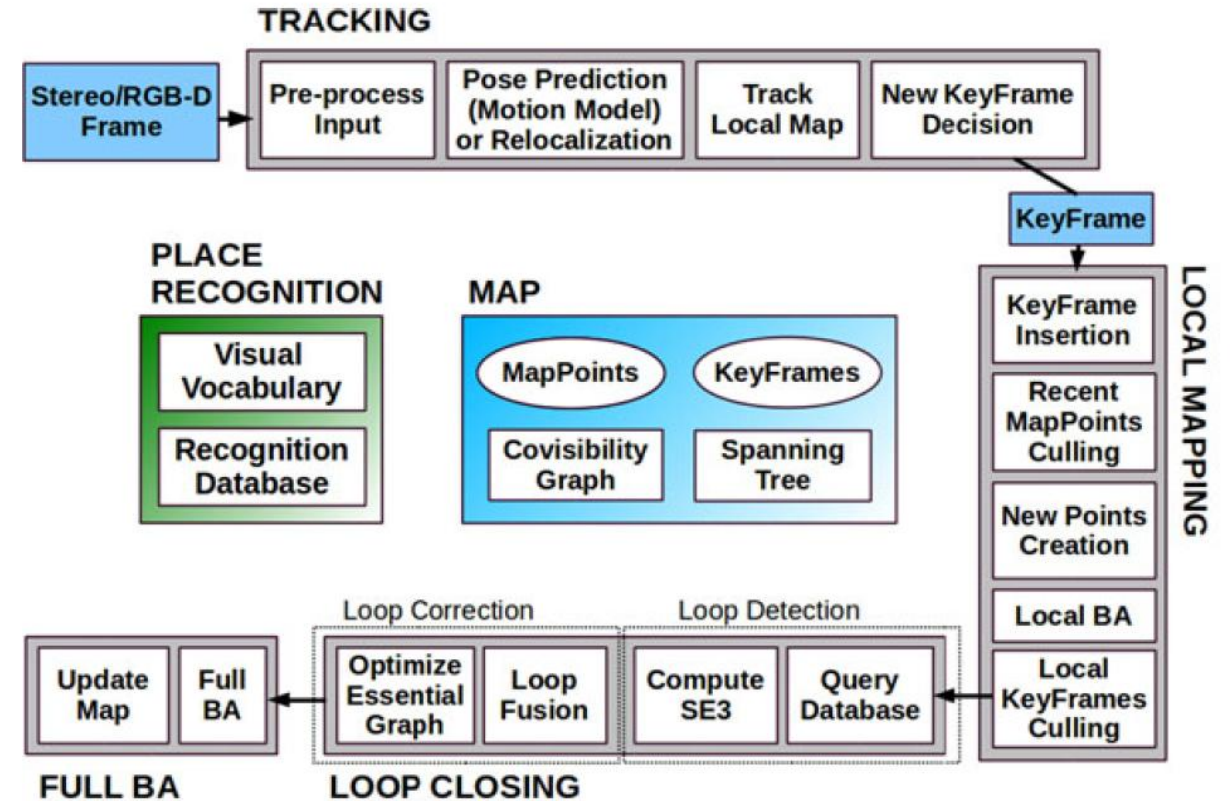 TRACKING
Stereo/RGB-D
Frame
Pre-process
Input
Pose Prediction
(Motion Model)
or Relocalization
Track
Local Map
New KeyFrame
Decision
KeyFrame
PLACE
RECOGNITION
Visual
Vocabulary
Recognition
Database
MAP
MapPoints
KeyFrames
Covisibility
Graph
Spanning
Tree
LOCAL MAPPING
KeyFrame
Insertion
Recent
MapPoints
Culling
New Points
Creation
Local BA
Local
KeyFrames
Culling
Loop Correction
Loop Detection
Optimize
Essential
Graph
Loop
Fusion
Compute
SE3
Query
Database
Update
Map
Full
BA
FULL BA
LOOP CLOSING